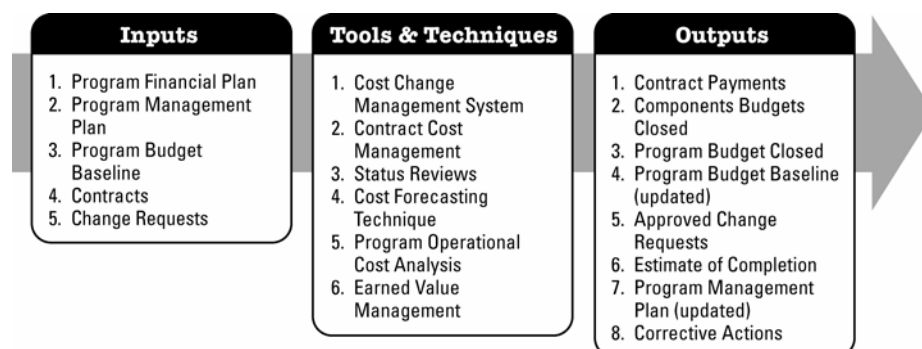 Inputs
1. Program Financial Plan
2. Program Management
Plan
3. Program Budget
Baseline
4. Contracts
5. Change Requests
Tools & Techniques
1. Cost Change
Management System
2. Contract Cost
Management
3. Status Reviews
4. Cost Forecasting
Technique
5. Program Operational
Cost Analysis
6. Earned Value
Management
Outputs
1. Contract Payments
2. Components Budgets
Closed
3. Program Budget Closed
4. Program Budget Baseline
(updated)
5. Approved Change
Requests
6. Estimate of Completion
7. Program Management
Plan (updated)
8. Corrective Actions